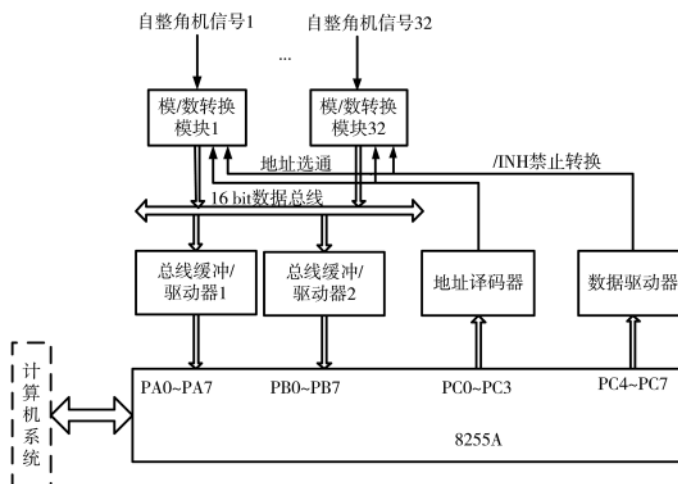 自整角机信号1
自整角机信号32
...
模/数转换
模块1
模/数转换
模块32
地址选通
/INH禁止转换
16 bit数据总线
总线缓冲/
驱动器1
总线缓冲/
驱动器2
地址译码器
数据驱动器
计算机系统
PA0~PA7
PB0~PB7
PC0~PC3
PC4~PC7
8255A